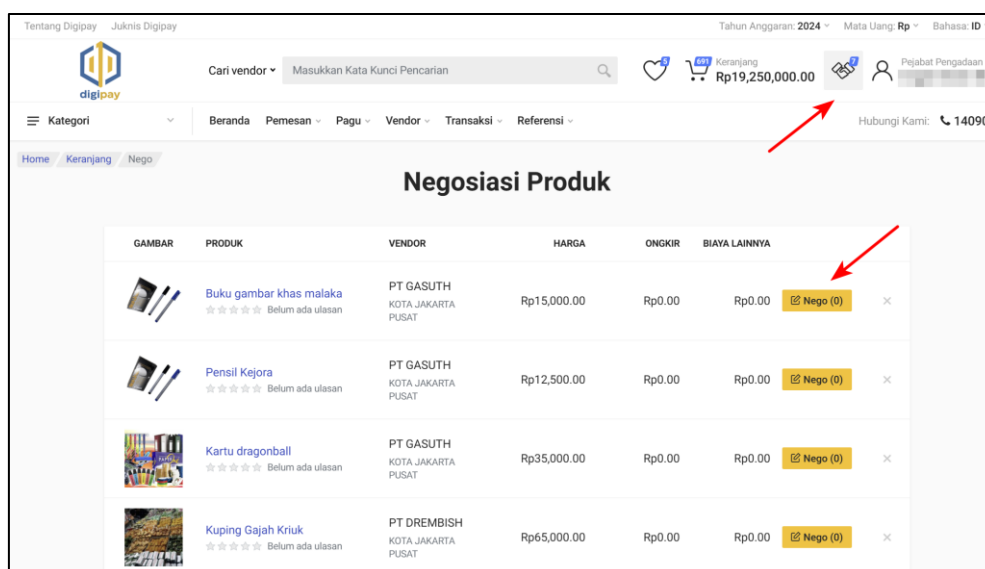 Tentang Digipay Juknis Digipay Tahun Anggaran: 2024 Mata Uang: Rp Bahasa: ID
digipay Cari vendor Masukkan Kata Kunci Pencarian 5 691 Keranjang 7 Pejabat Pengadaan
Rp19,250,000.00
Kategori Beranda Pemesan Pagu Vendor Transaksi Referensi Hubungi Kami: 14090
Home Keranjang Nego
Negosiasi Produk
GAMBAR PRODUK VENDOR HARGA ONGKIR BIAYA LAINNYA
Buku gambar khas malaka PT GASUTH Rp15,000.00 Rp0.00 Rp0.00 Nego (0)
Belum ada ulasan KOTA JAKARTA
PUSAT
Pensil Kejora PT GASUTH Rp12,500.00 Rp0.00 Rp0.00 Nego (0)
Belum ada ulasan KOTA JAKARTA
PUSAT
Kartu dragonball PT GASUTH Rp35,000.00 Rp0.00 Rp0.00 Nego (0)
Belum ada ulasan KOTA JAKARTA
PUSAT
Kuping Gajah Kriuk PT DREMBISH Rp65,000.00 Rp0.00 Rp0.00 Nego (0)
Belum ada ulasan KOTA JAKARTA
PUSAT